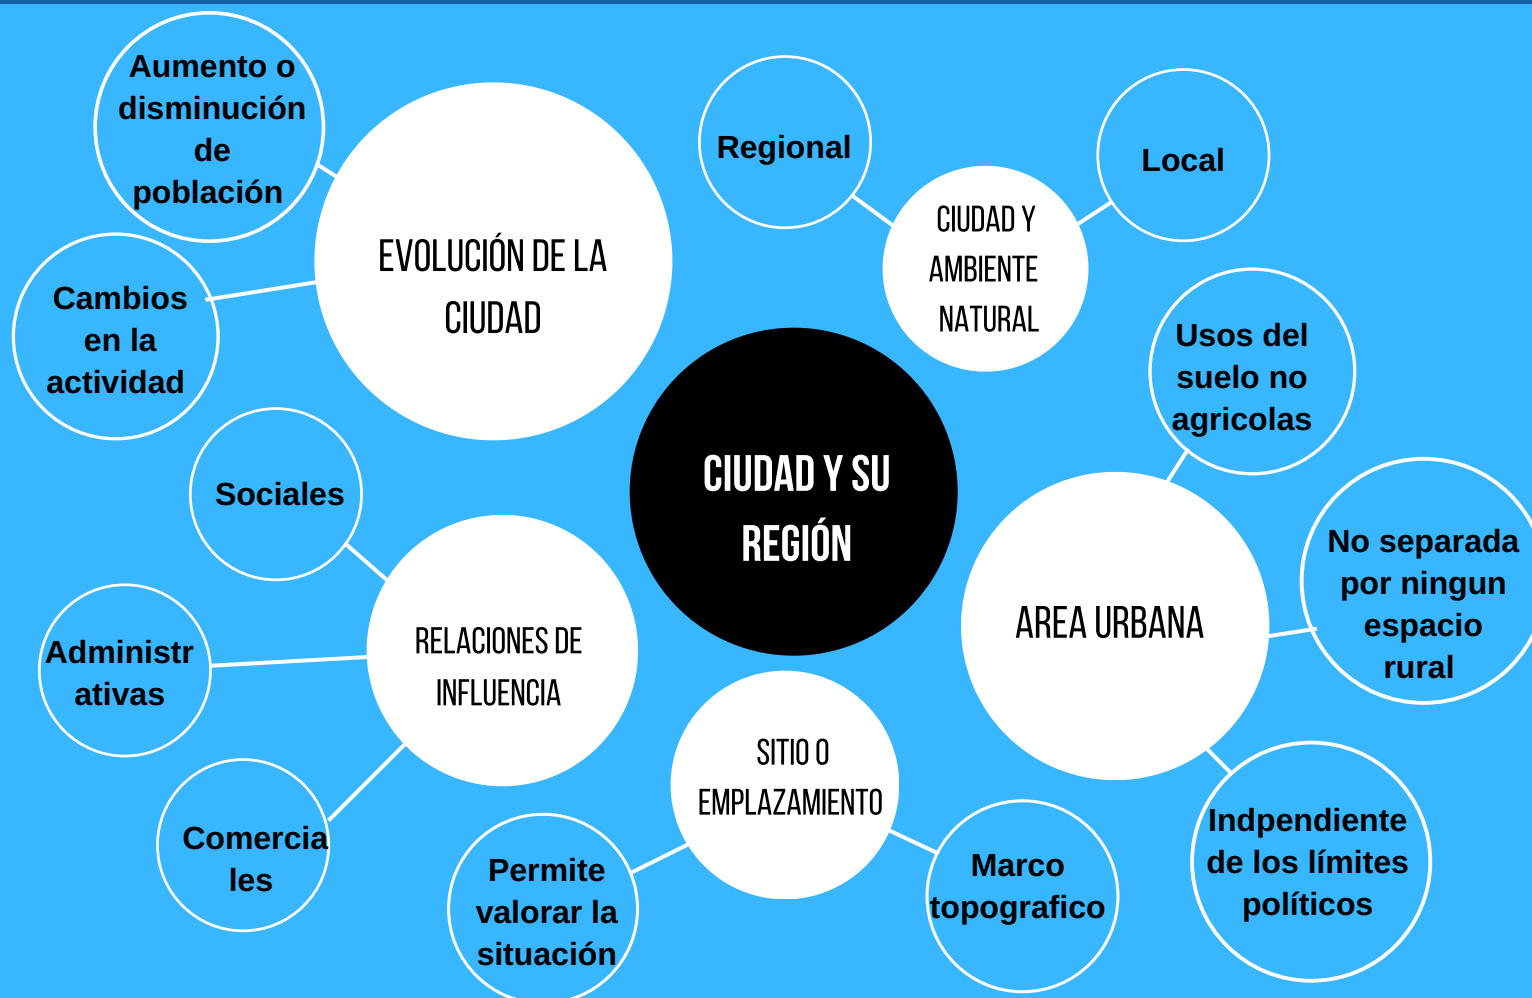 Aumento o
disminución
de
población
EVOLUCIÓN DE LA
CIUDAD
Cambios
en la
actividad
Regional
CIUDAD Y
AMBIENTE
NATURAL
Local
CIUDAD Y SU
REGIÓN
Usos del
suelo no
agricolas
AREA URBANA
No separada
por ningun
espacio
rural
Indpendiente
de los límites
políticos
Sociales
RELACIONES DE
INFLUENCIA
Administr
ativas
Comercia
les
SITIO O
EMPLAZAMIENTO
Permite
valorar la
situación
Marco
topografico